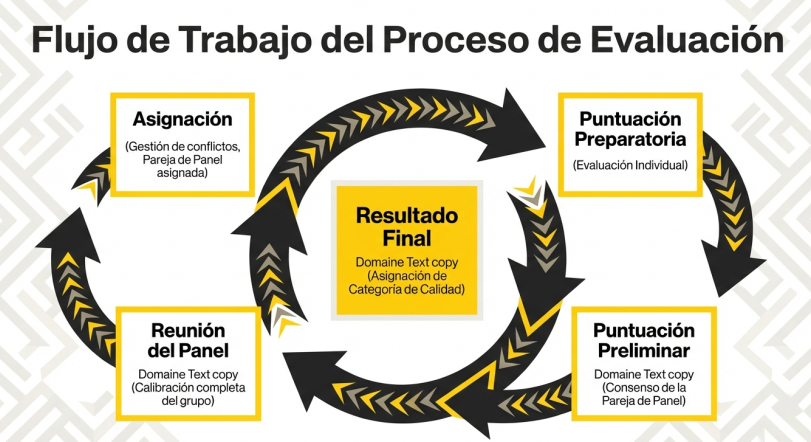 Flujo de Trabajo del Proceso de Evaluación
Asignación
(Gestión de conflictos,
Pareja de Panel
asignada)
Puntuación
Preparatoria
(Evaluación Individual)
Resultado
Final
Domaine Text copy
(Asignación de
Categoría de Calidad)
Reunión
del Panel
Domaine Text copy
(Calibración completa
del grupo)
Puntuación
Preliminar
Domaine Text copy
(Consenso de la
Pareja de Panel)